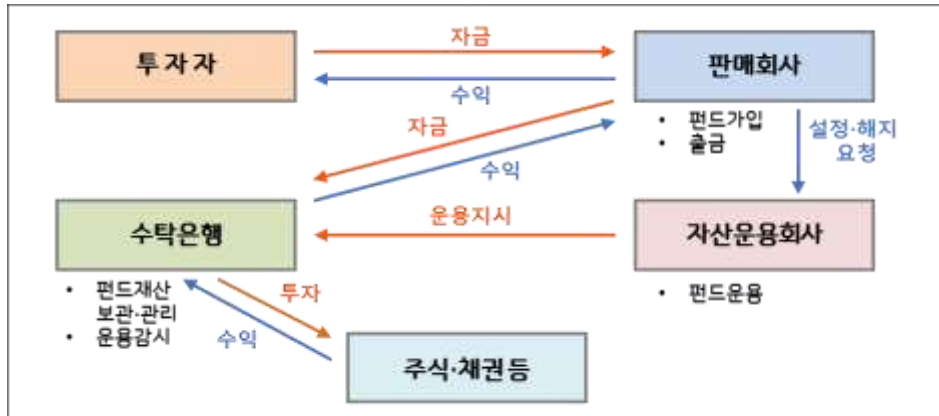 투 자 자
자금
수익
판매회사
• 펀드가입
• 출금
설정·해지
요청
자금
수익
수탁은행
• 펀드재산
보관·관리
• 운용감시
운용지시
자산운용회사
• 펀드운용
투자
수익
주식·채권 등